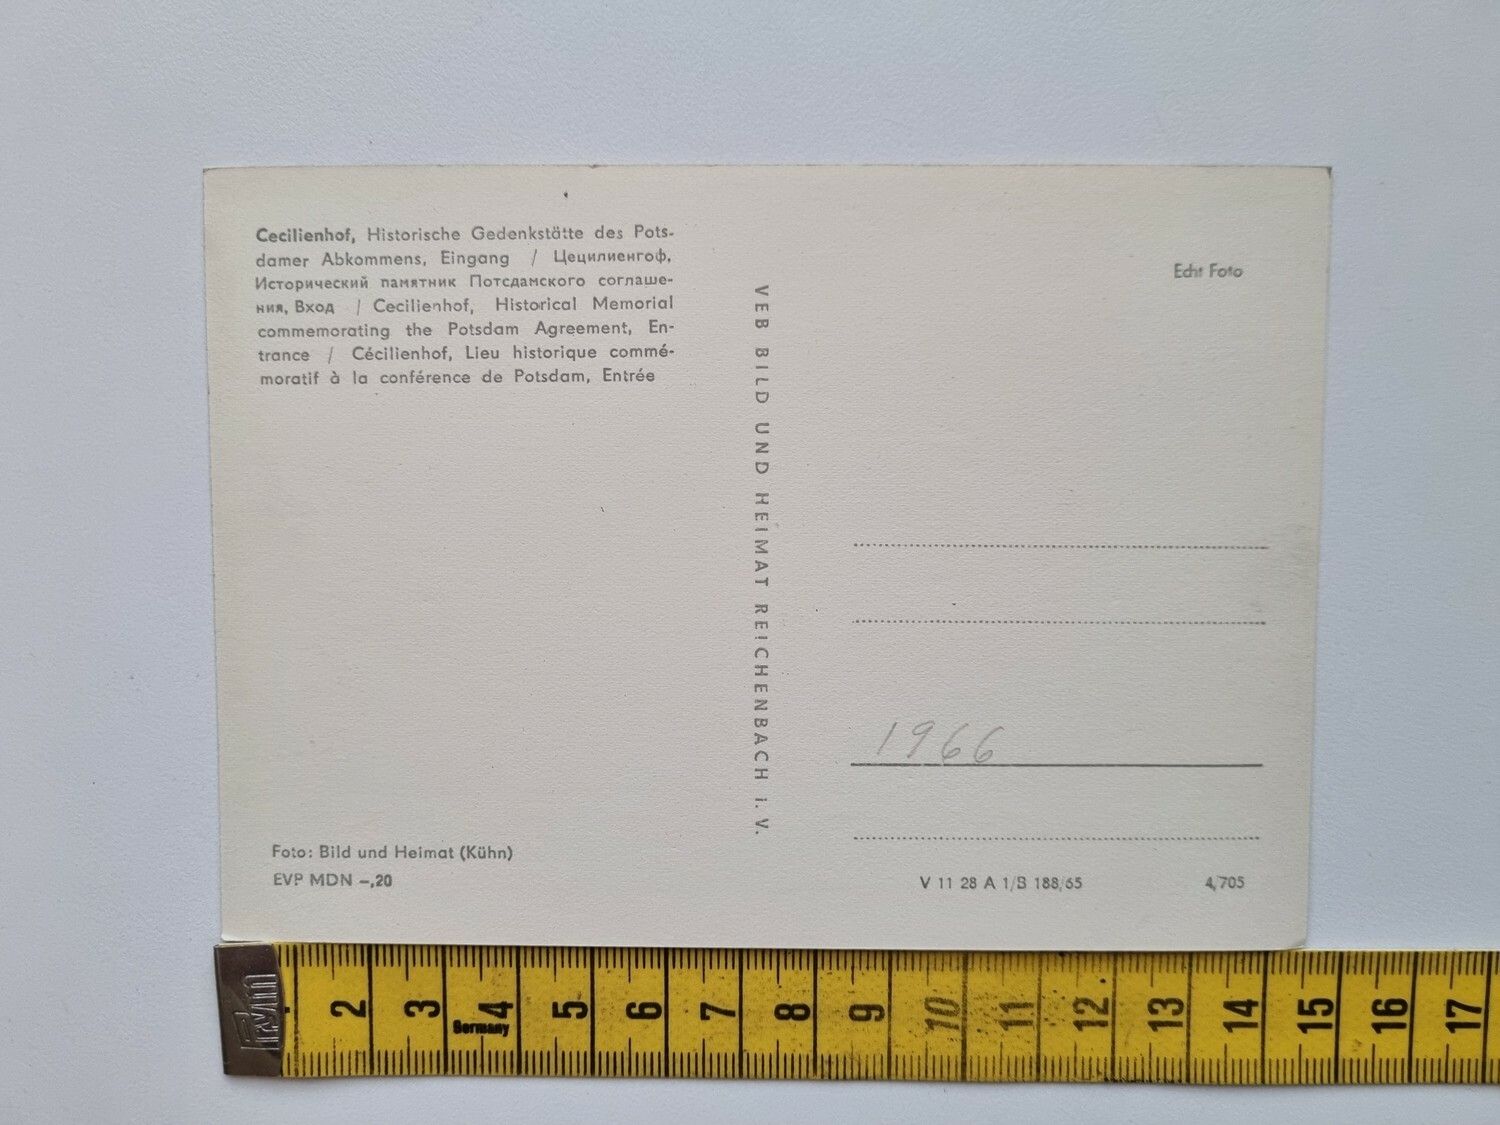 Cecilienhof, Historische Gedenkstätte des Pots-
damer Abkommens, Eingang / Цецилиенгоф,
Исторический памятник Потсдамского соглаше-
ния, Вход / Cecilienhof, Historical Memorial
commemorating the Potsdam Agreement, En-
trance / Cécilienhof, Lieu historique commé-
moratif à la conférence de Potsdam, Entrée
Foto: Bild und Heimat (Kühn)
EVP MDN –,20
VEB BILD UND HEIMAT REICHENBACH i. V.
Echt Foto
1966
V 11 28 A 1/B 188/65 4,705
Prym
2 3 4 5 6 7 8 9 10 11 12 13 14 15 16 17
Germany